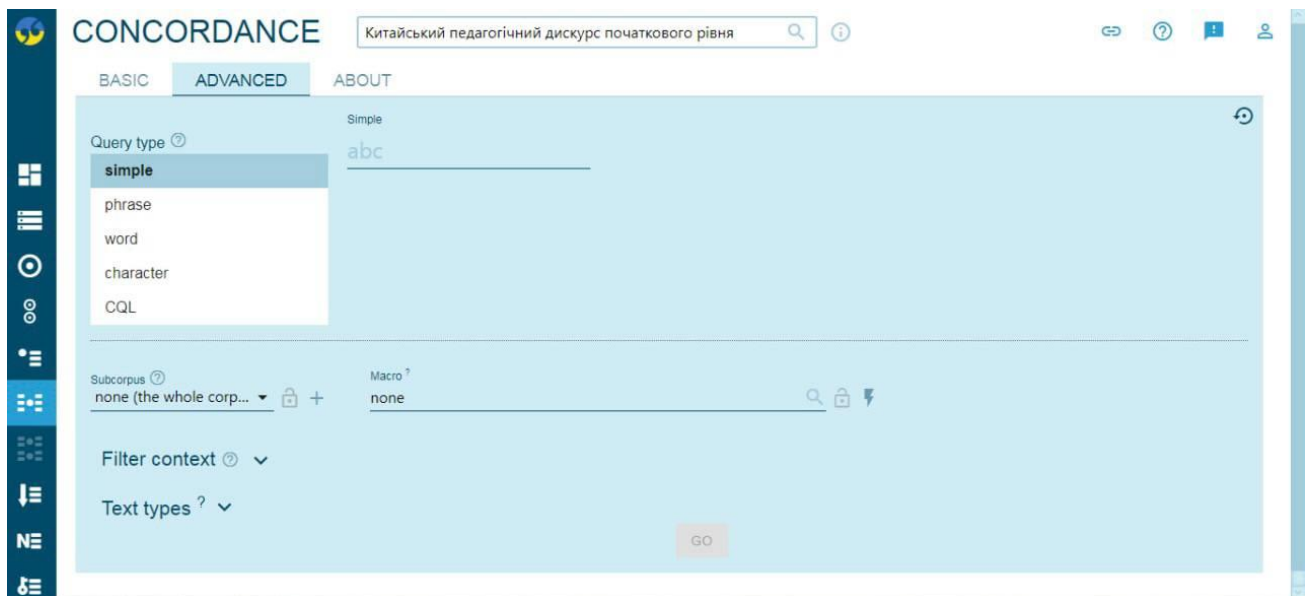 CONCORDANCE
Китайський педагогічний дискурс початкового рівня
BASIC ADVANCED ABOUT
Query type
simple
phrase
word
character
CQL
Simple
abc
Subcorpus
none (the whole corp...
Macro ?
none
Filter context
Text types ?
GO